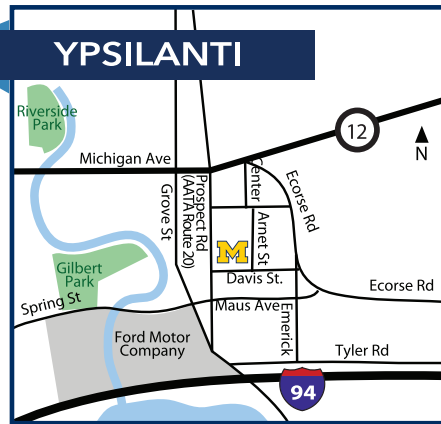 YPSILANTI
Riverside
Park
12
N
Michigan Ave
Center
Ecorse Rd
Grove St
Prospect Rd
(AATA Route 20)
Arnet St
M
Gilbert
Park
Davis St.
Ecorse Rd
Spring St
Maus Ave
Emerick
Ford Motor
Company
Tyler Rd
94